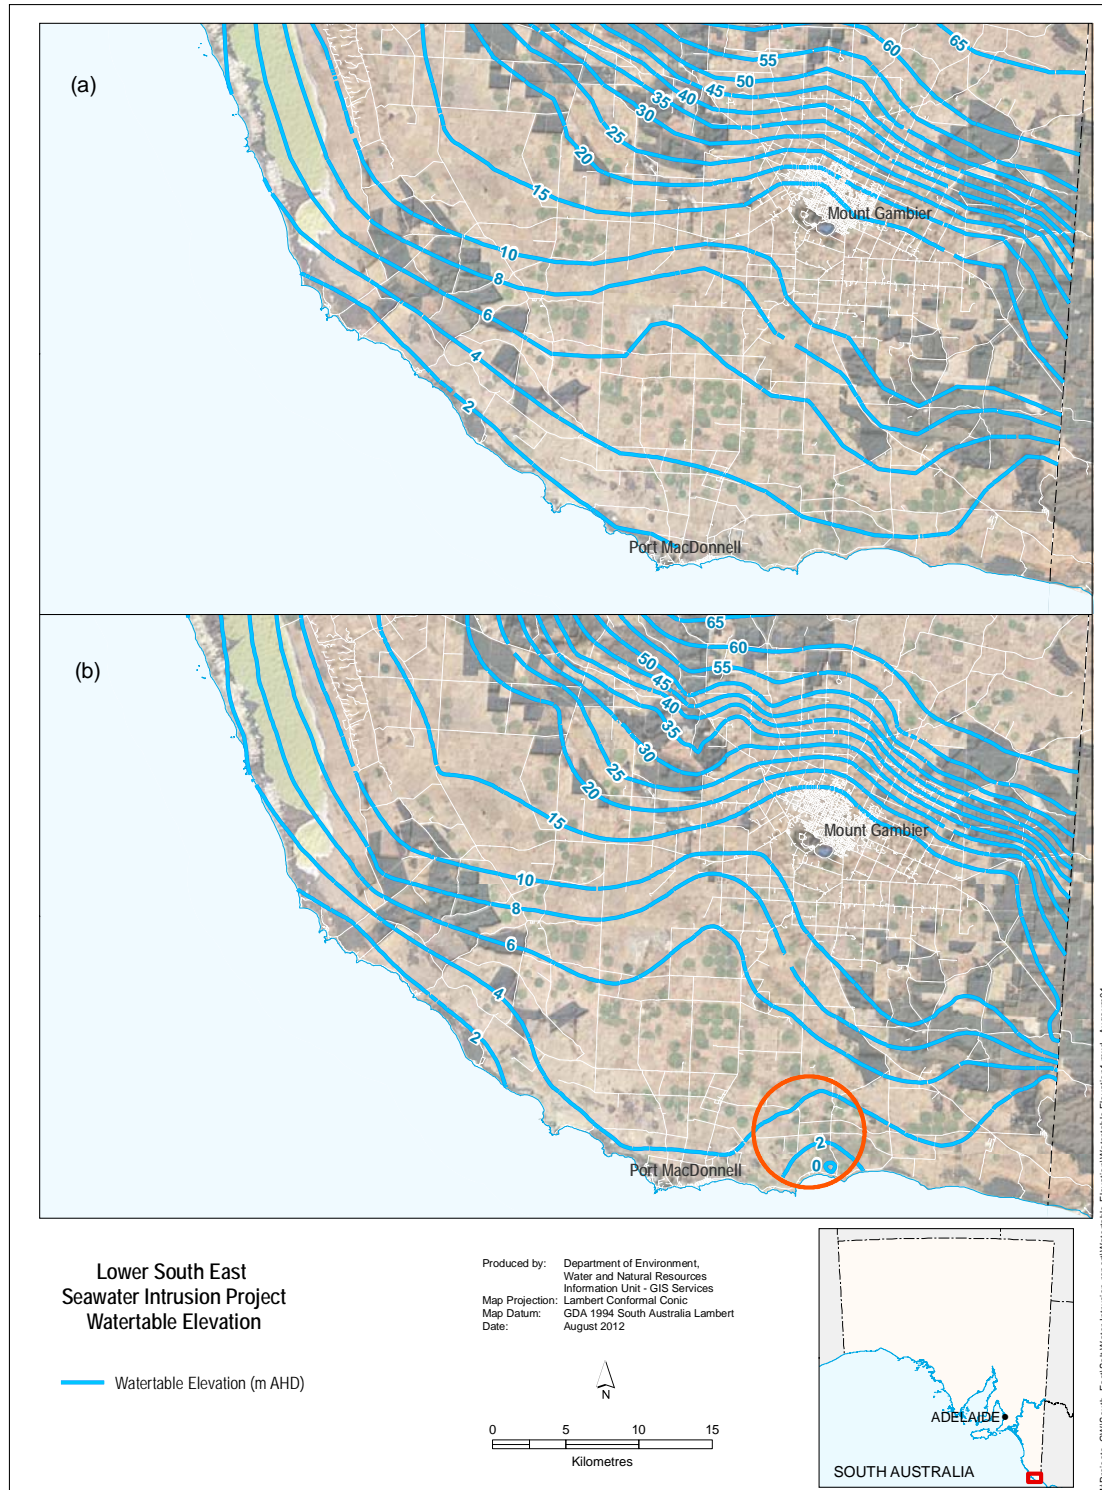 (a)
55
60
65
50
45
40
35
30
25
20
15
Mount Gambier
10
8
6
4
2
Port MacDonnell
(b)
65
60
55
50
45
40
35
30
25
20
15
Mount Gambier
10
8
6
4
2
2
0
Port MacDonnell
Lower South East
Seawater Intrusion Project
Watertable Elevation
Watertable Elevation (m AHD)
Produced by: Department of Environment,
Water and Natural Resources
Information Unit - GIS Services
Map Projection: Lambert Conformal Conic
Map Datum: GDA 1994 South Australia Lambert
Date: August 2012
N
0 5 10 15
Kilometres
ADELAIDE
SOUTH AUSTRALIA